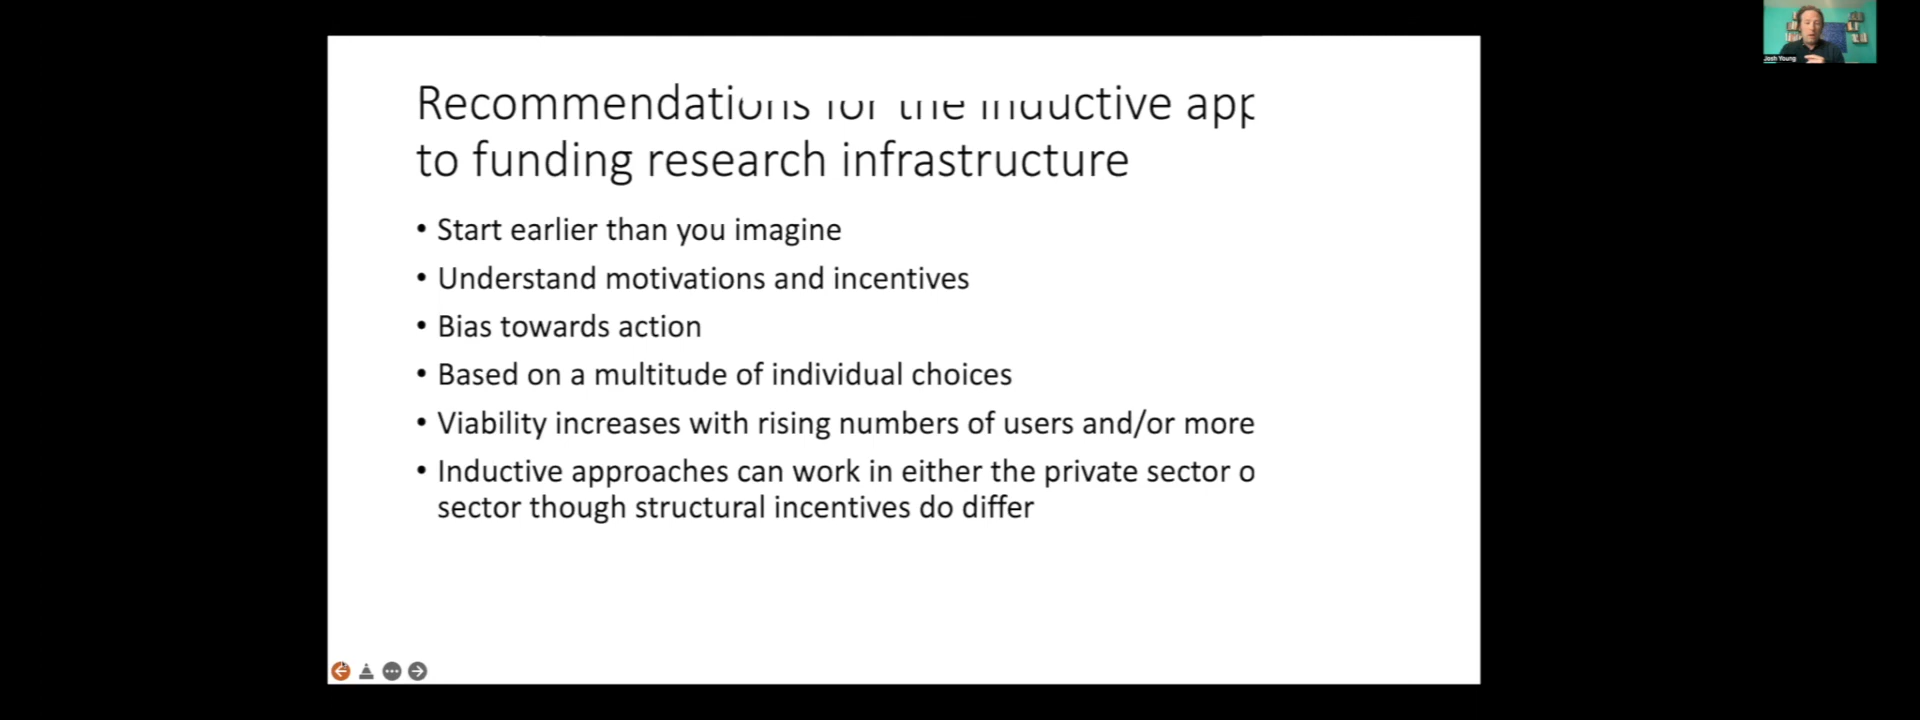 Recommendations for the inductive app
to funding research infrastructure
• Start earlier than you imagine
• Understand motivations and incentives
• Bias towards action
• Based on a multitude of individual choices
• Viability increases with rising numbers of users and/or more
• Inductive approaches can work in either the private sector o
sector though structural incentives do differ
Josh Young